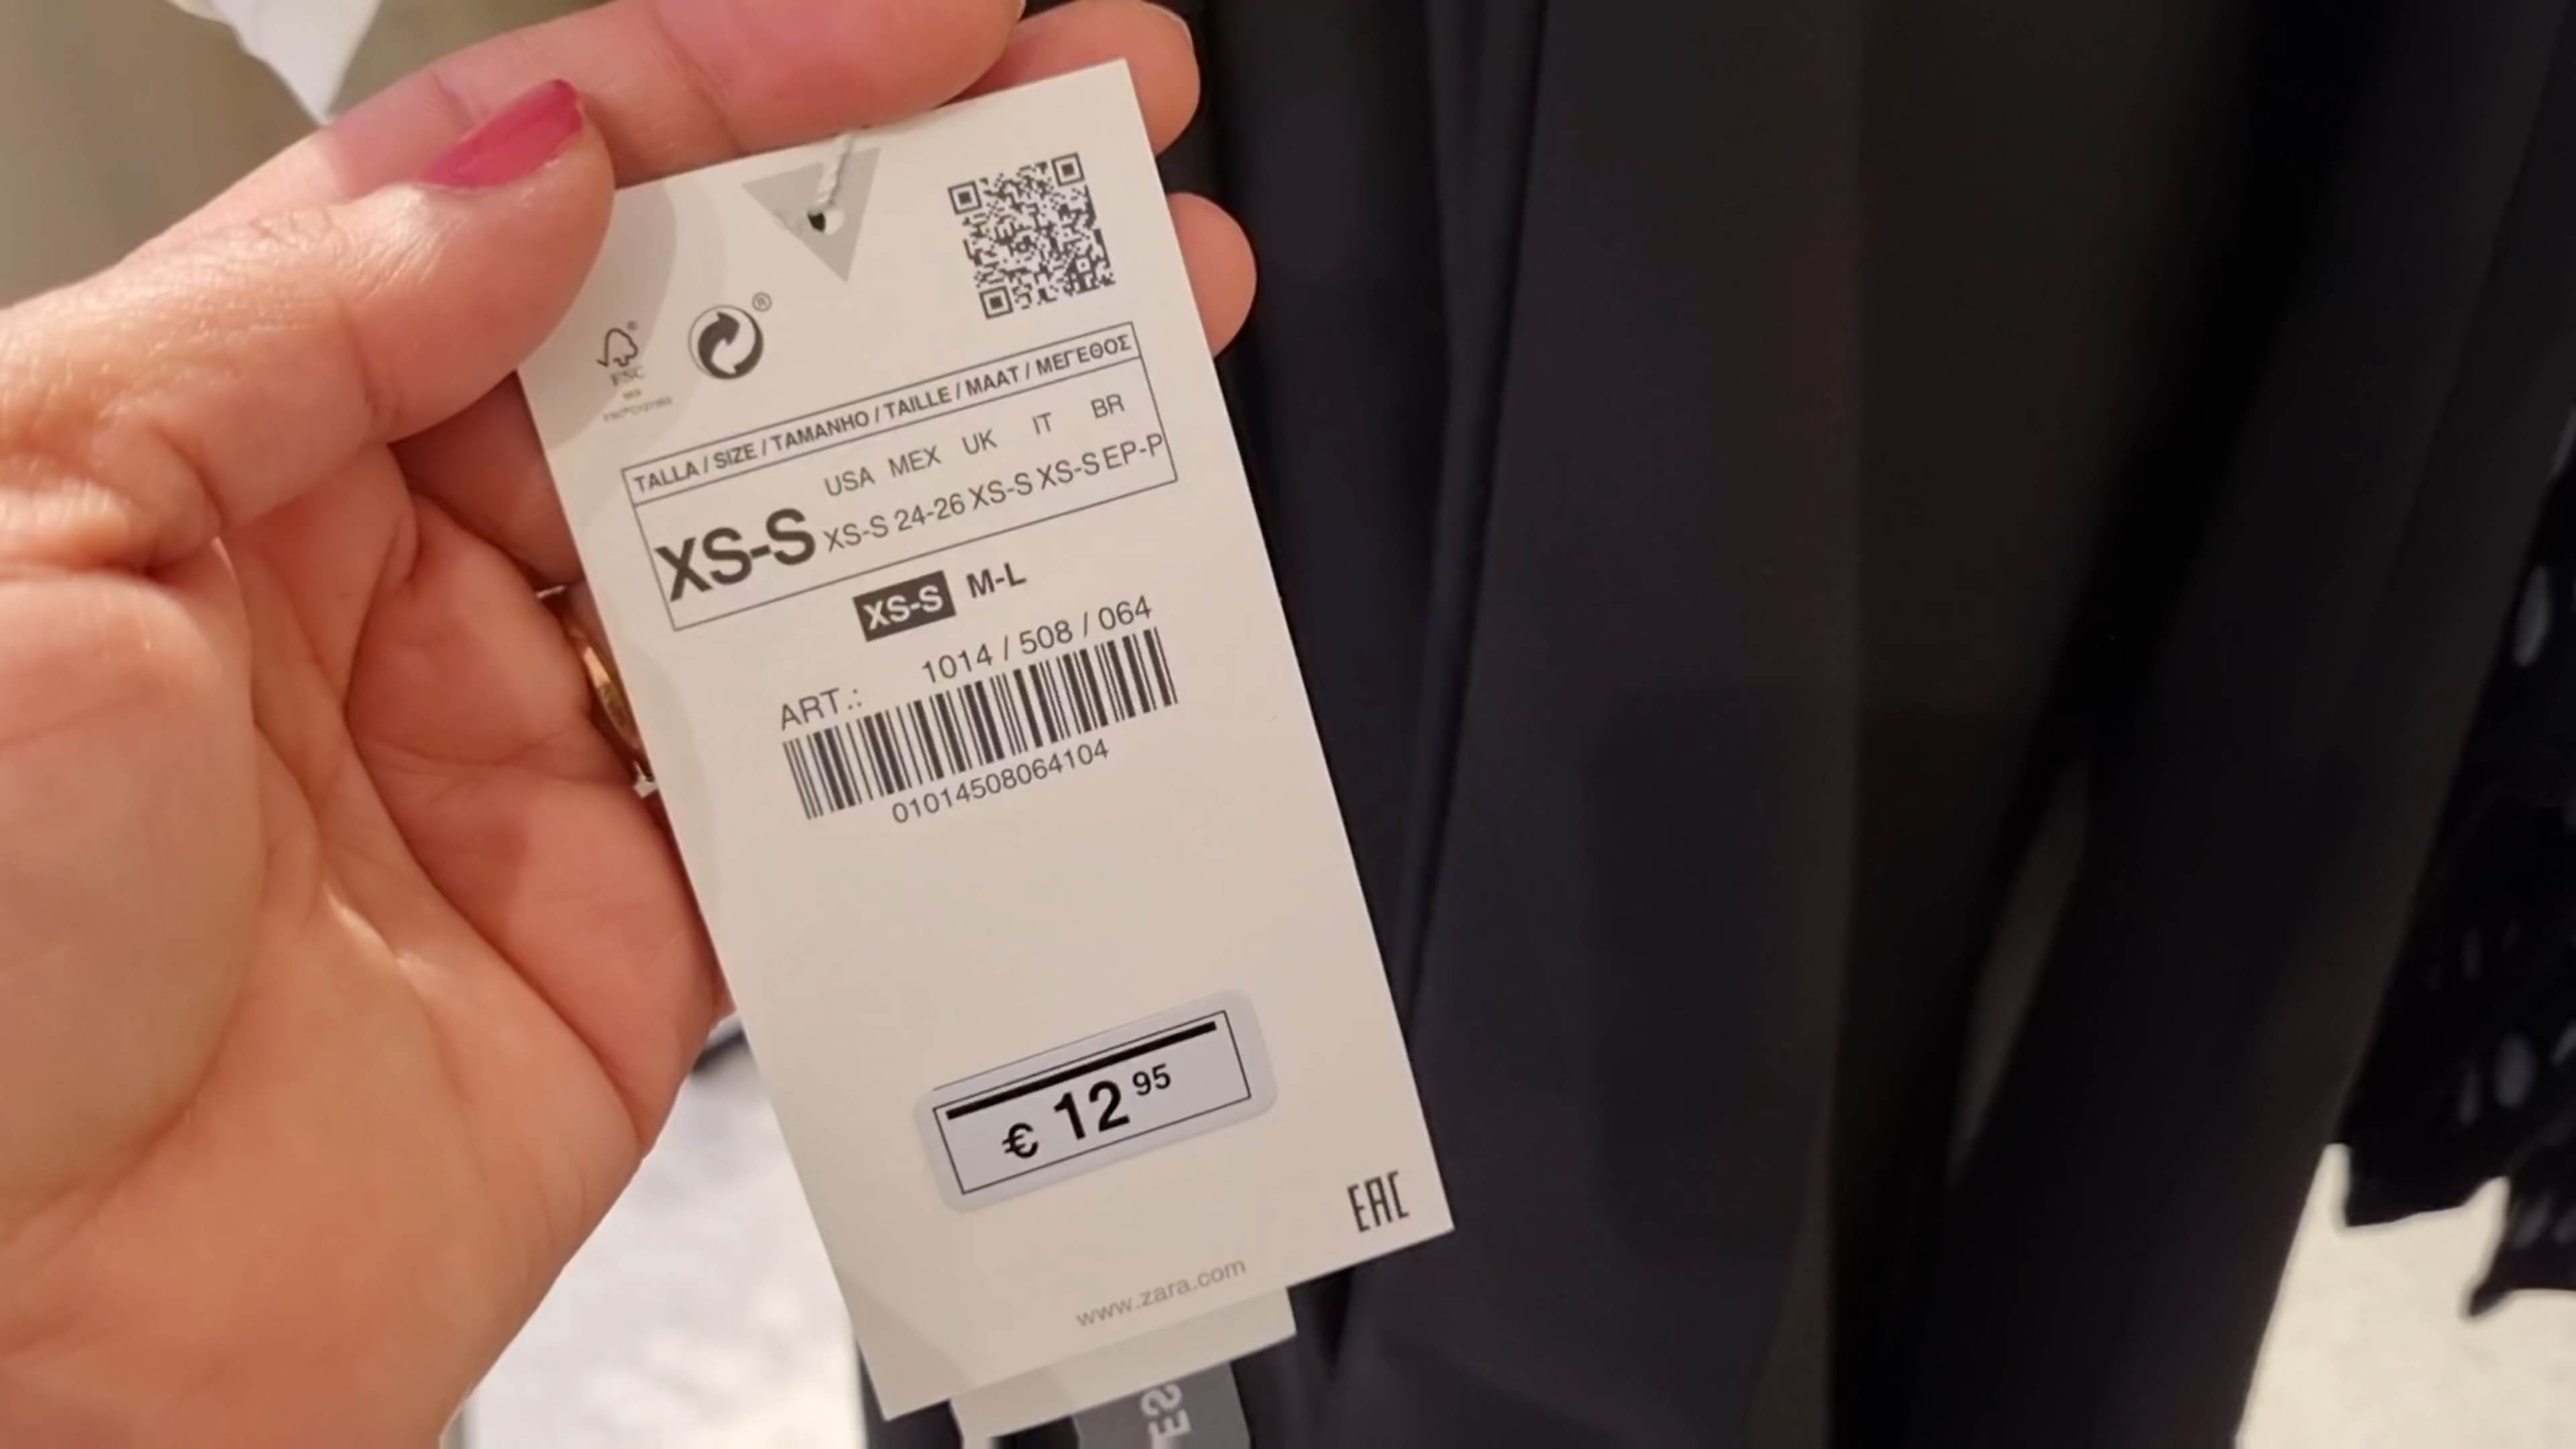 ®
FSC
®
TALLA / SIZE / TAMANHO / TAILLE / MAAT / ΜΕΓΕΘΟΣ
USA MEX UK IT BR
XS-S XS-S 24-26 XS-S XS-S EP-P
XS-S M-L
ART.: 1014 / 508 / 064
01014508064104
€ 12 95
EAC
www.zara.com